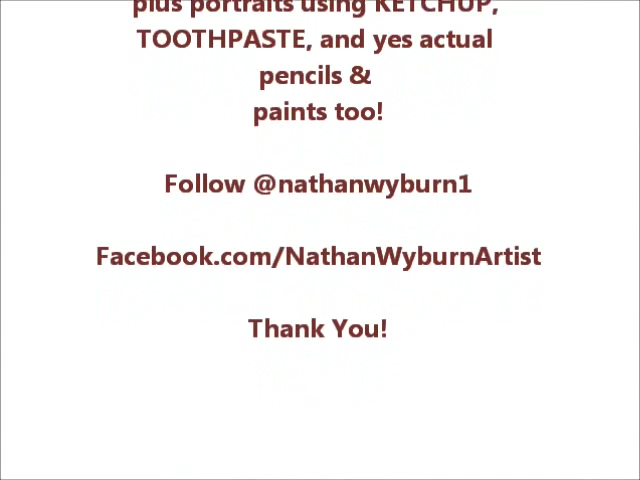 plus portraits using KETCHUP,
TOOTHPASTE, and yes actual
pencils &
paints too!
Follow @nathanwyburn1
Facebook.com/NathanWyburnArtist
Thank You!